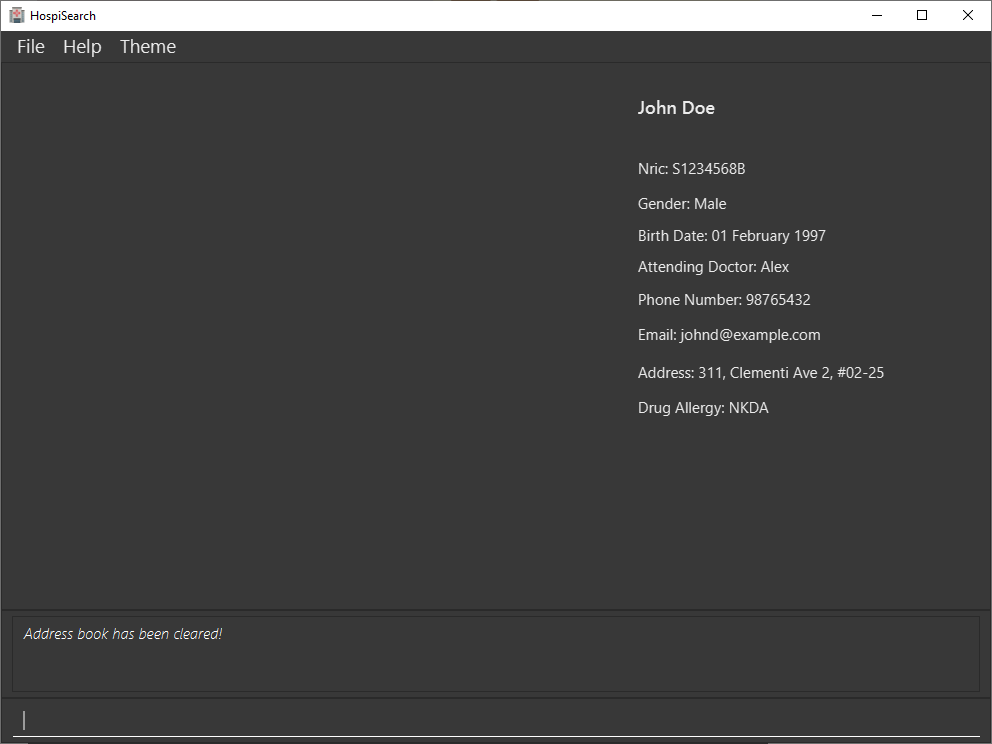 HospiSearch
File Help Theme
John Doe
Nric: S1234568B
Gender: Male
Birth Date: 01 February 1997
Attending Doctor: Alex
Phone Number: 98765432
Email: johnd@example.com
Address: 311, Clementi Ave 2, #02-25
Drug Allergy: NKDA
Address book has been cleared!